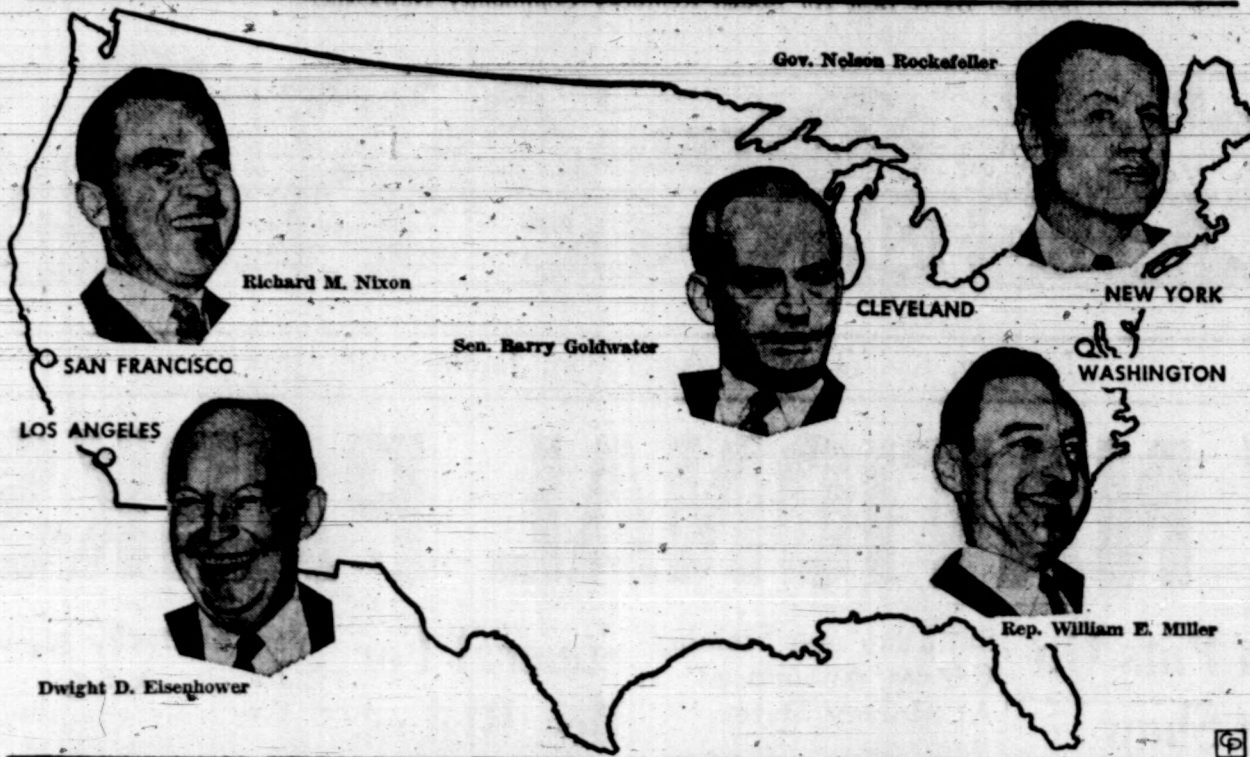 Gov. Nelson Rockefeller
Richard M. Nixon
CLEVELAND
NEW YORK
Sen. Barry Goldwater
SAN FRANCISCO
WASHINGTON
LOS ANGELES
Rep. William E. Miller
Dwight D. Eisenhower
CP